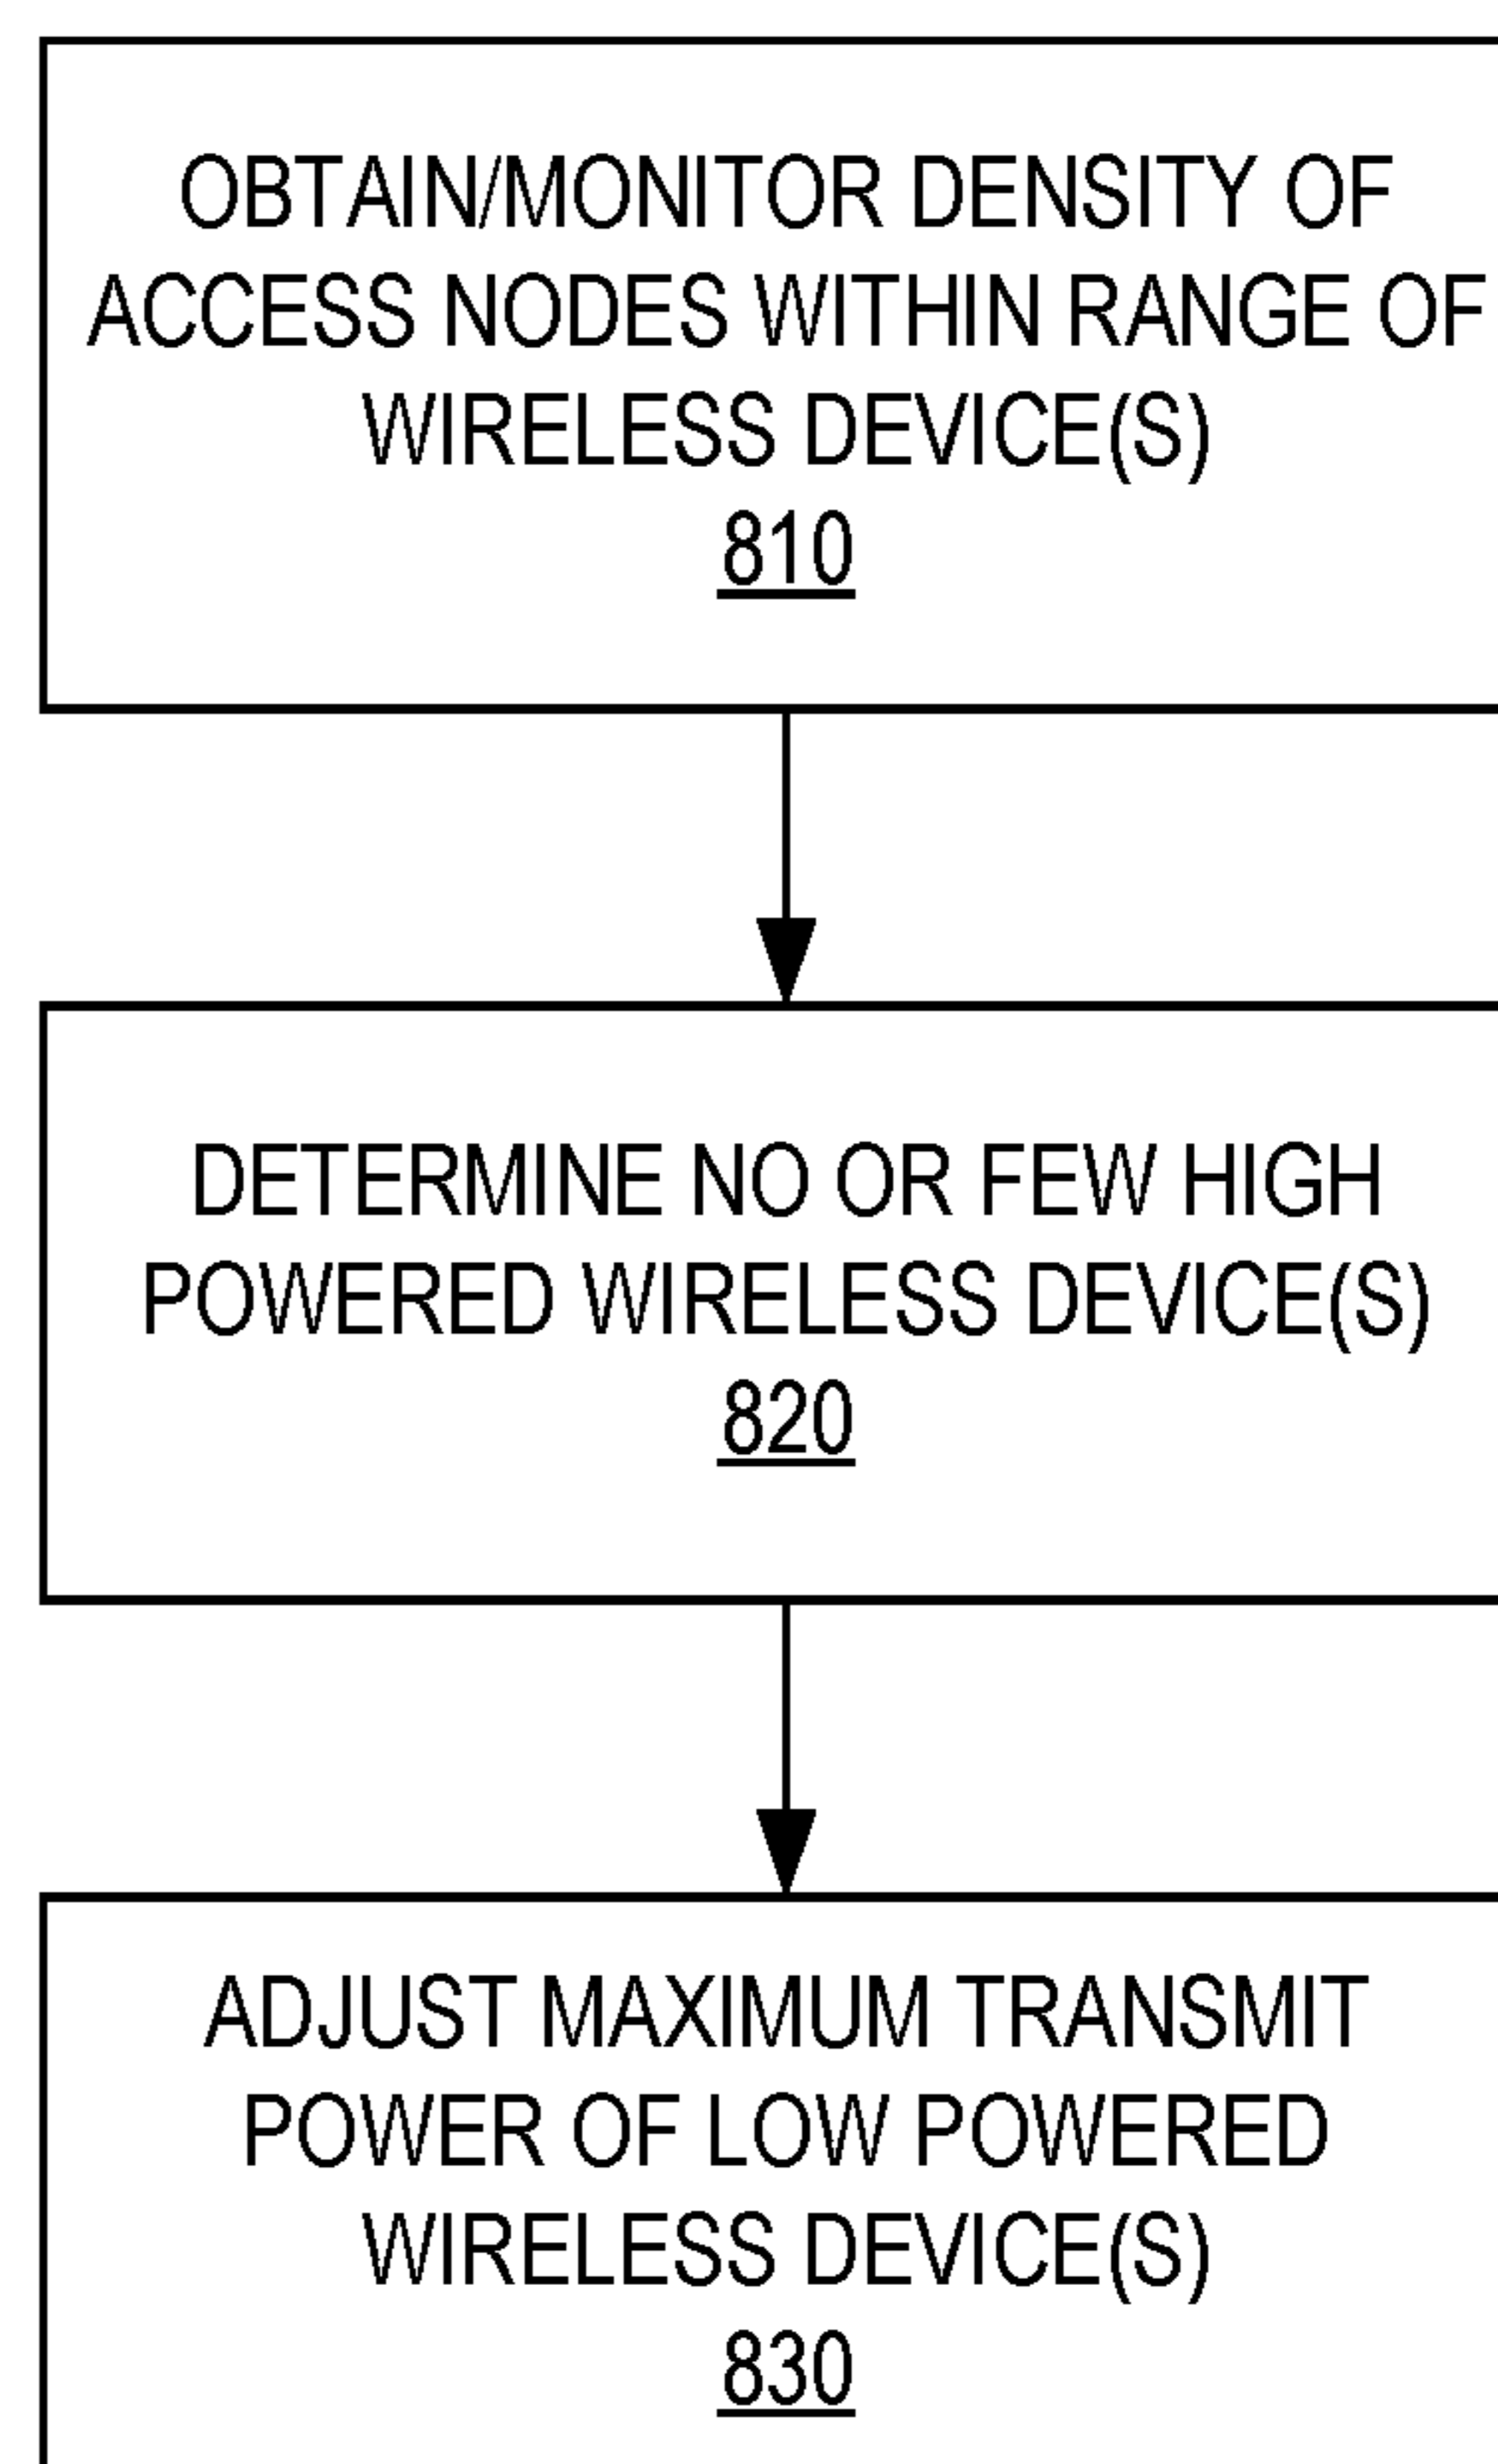 OBTAIN/MONITOR DENSITY OF
ACCESS NODES WITHIN RANGE OF
WIRELESS DEVICE(S)
810
DETERMINE NO OR FEW HIGH
POWERED WIRELESS DEVICE(S)
820
ADJUST MAXIMUM TRANSMIT
POWER OF LOW POWERED
WIRELESS DEVICE(S)
830